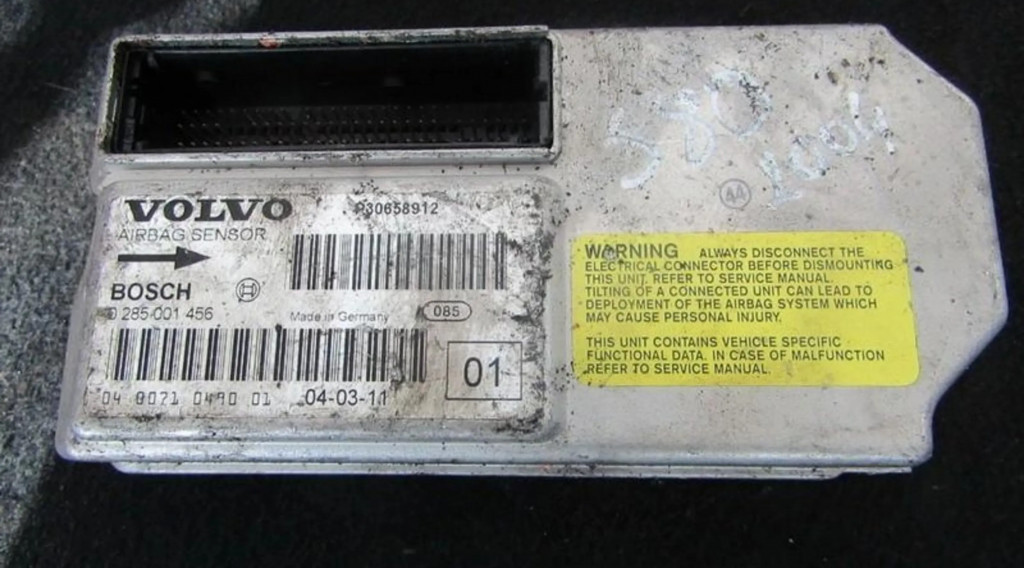 S80
2004
44
VOLVO
P30658912
AIRBAG SENSOR
BOSCH
0 285 001 456
Made in Germany
085
01
04 0071 0490 01
04-03-11
WARNING ALWAYS DISCONNECT THE
ELECTRICAL CONNECTOR BEFORE DISMOUNTING
THIS UNIT. REFER TO SERVICE MANUAL.
TILTING OF A CONNECTED UNIT CAN LEAD TO
DEPLOYMENT OF THE AIRBAG SYSTEM WHICH
MAY CAUSE PERSONAL INJURY.
THIS UNIT CONTAINS VEHICLE SPECIFIC
FUNCTIONAL DATA. IN CASE OF MALFUNCTION
REFER TO SERVICE MANUAL.